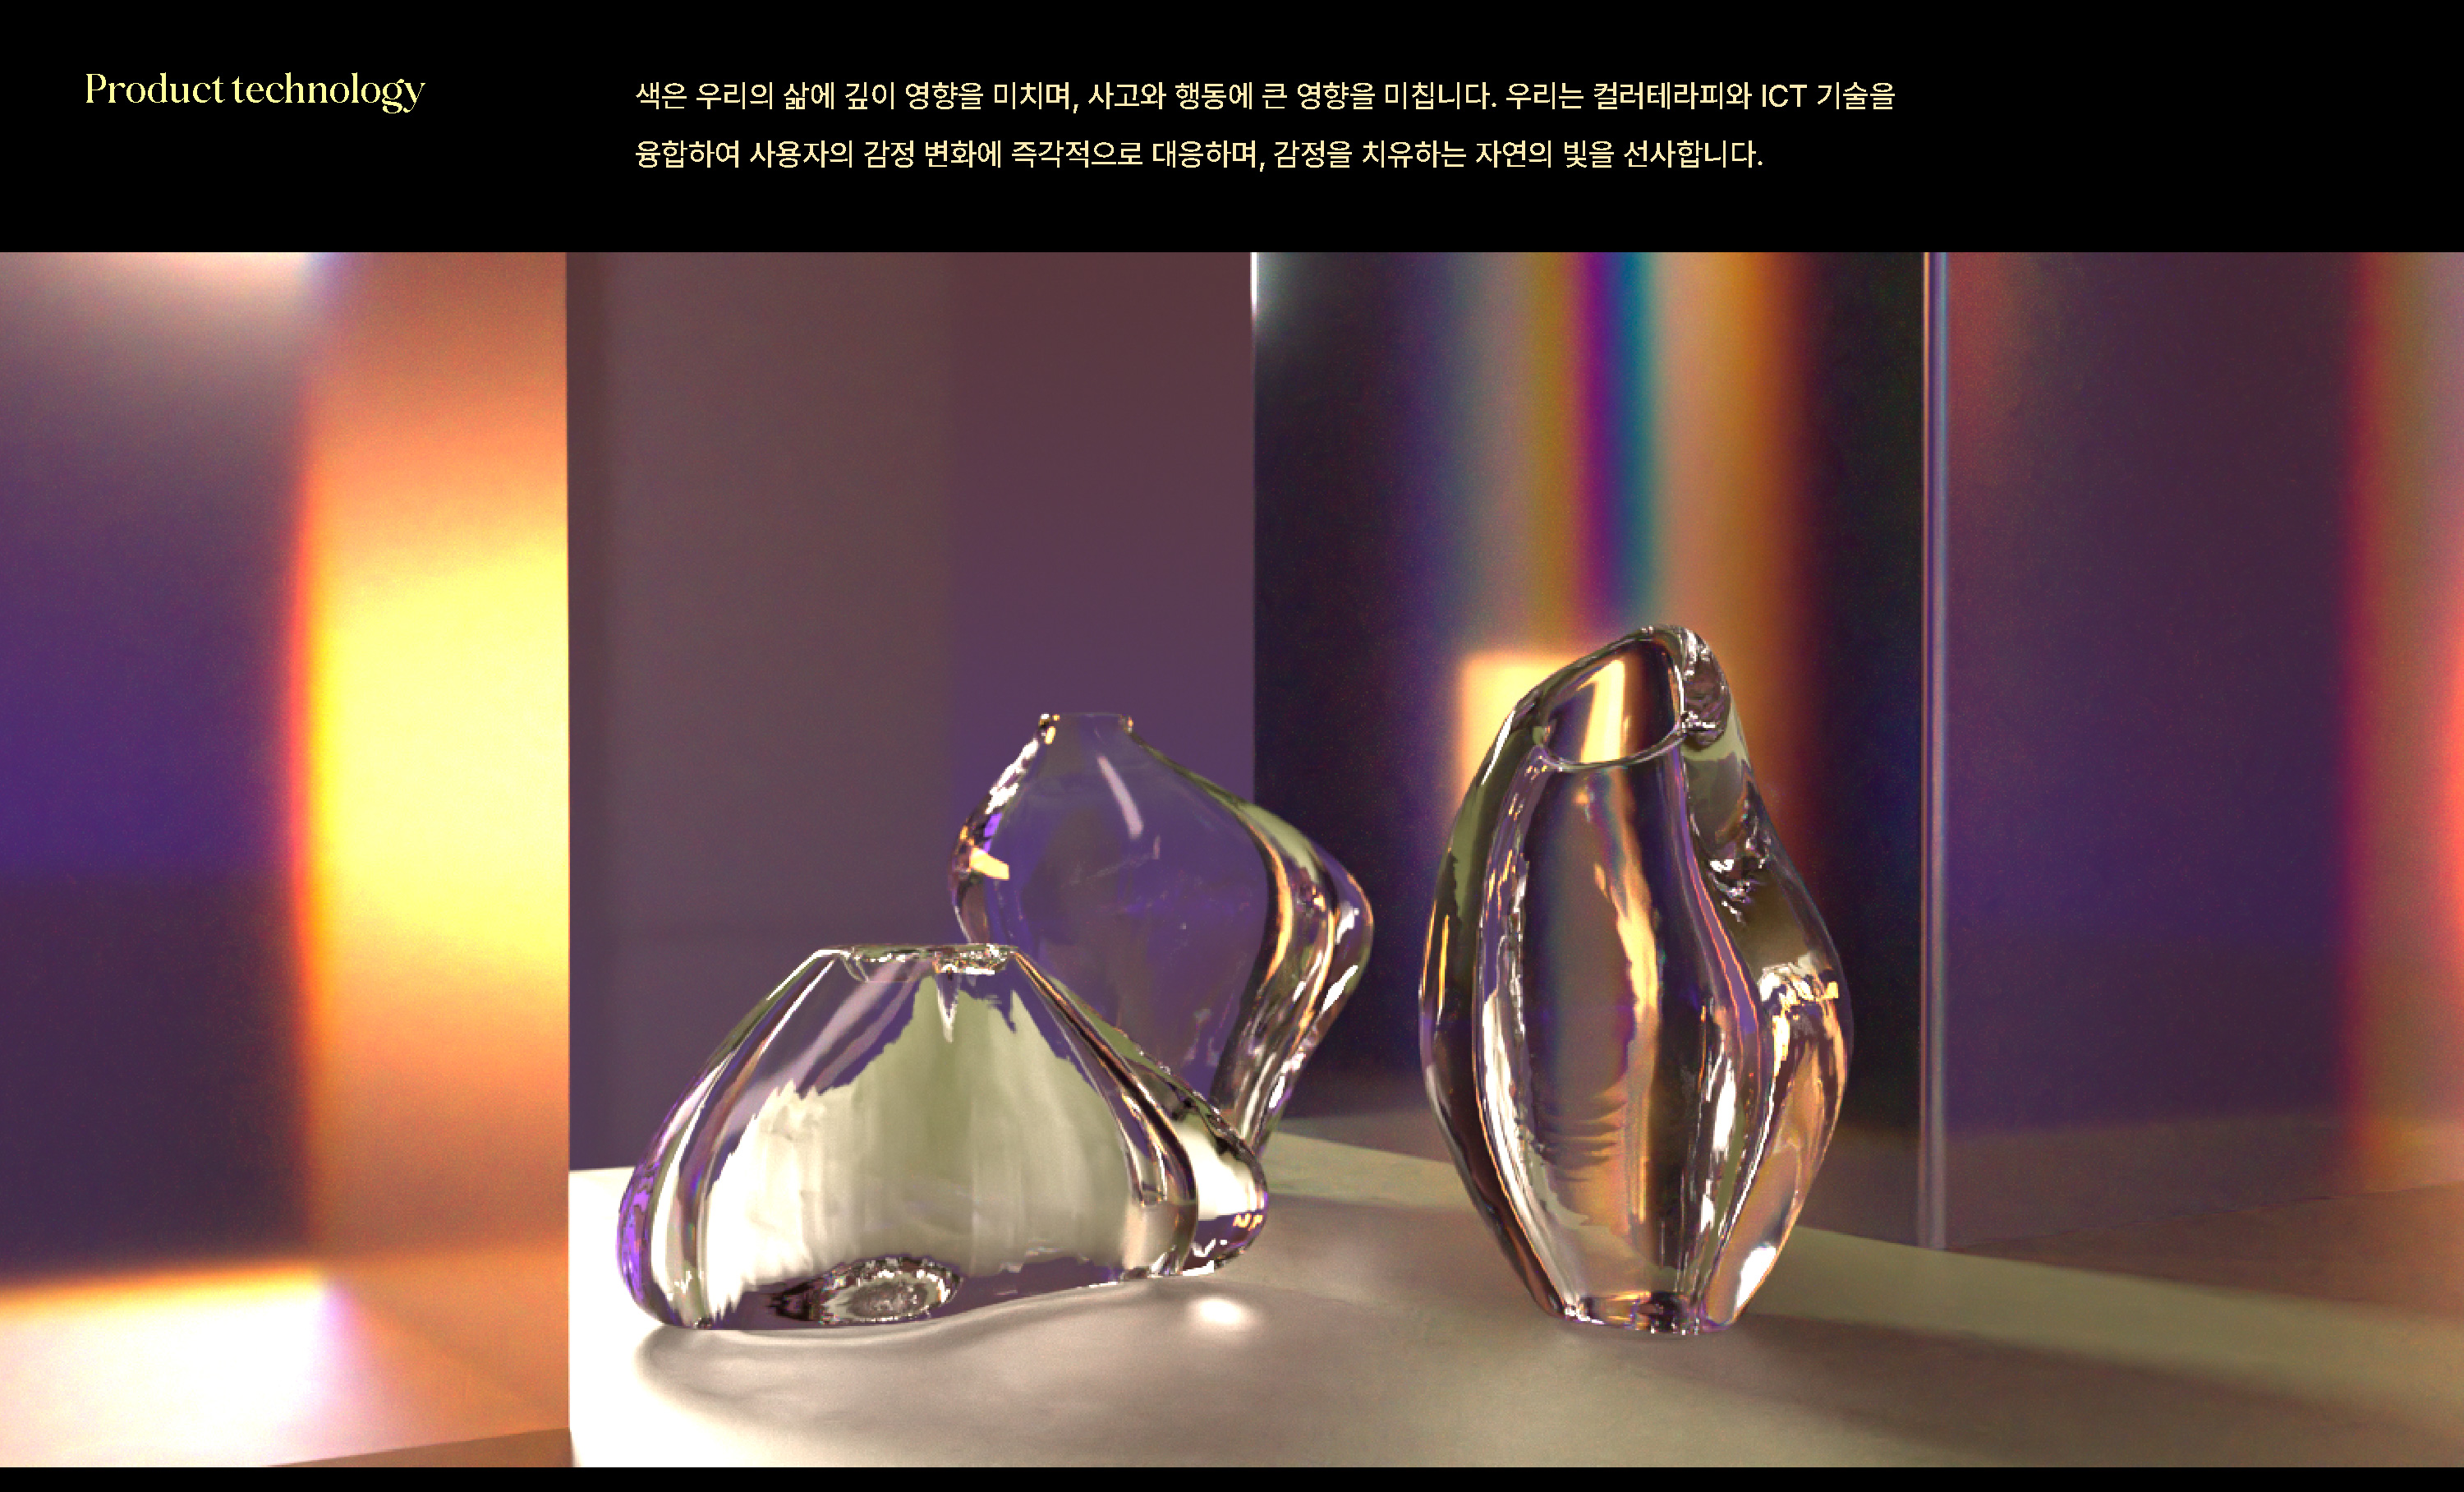 Product technology
색은 우리의 삶에 깊이 영향을 미치며, 사고와 행동에 큰 영향을 미칩니다. 우리는 컬러테라피와 ICT 기술을
융합하여 사용자의 감정 변화에 즉각적으로 대응하며, 감정을 치유하는 자연의 빛을 선사합니다.